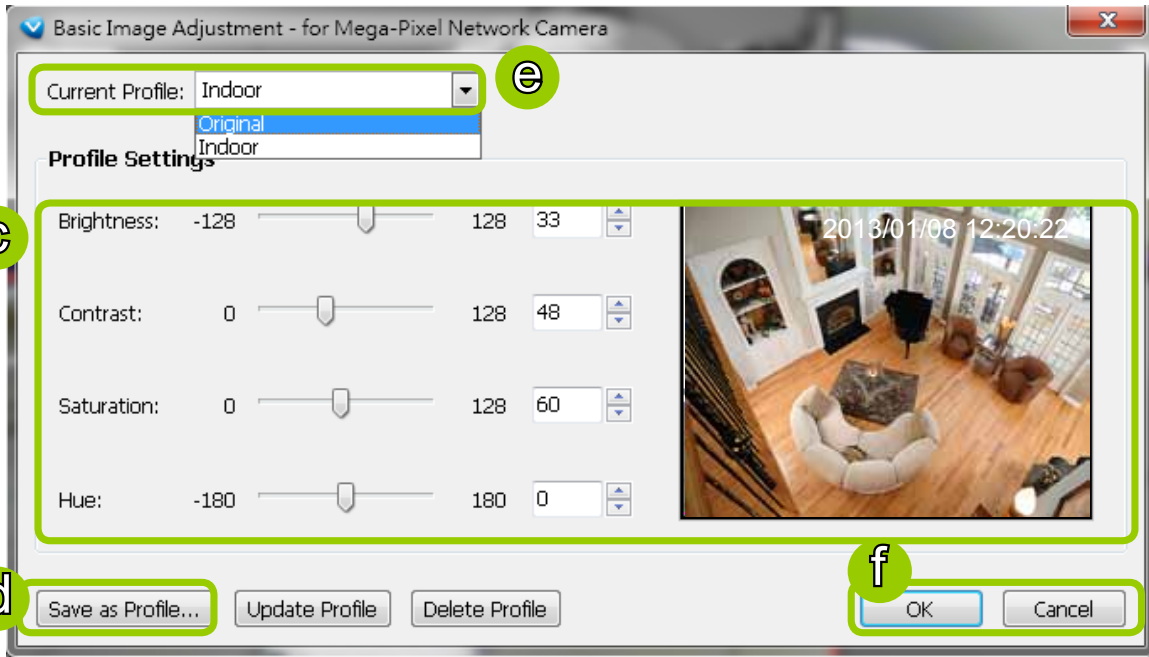 Basic Image Adjustment - for Mega-Pixel Network Camera
x
Current Profile: Indoor
e
Original
Indoor
Profile Settings
c
Brightness: -128 128 33
2013/01/08 12:20:22
Contrast: 0 128 48
Saturation: 0 128 60
Hue: -180 180 0
f
d
Save as Profile... Update Profile Delete Profile OK Cancel